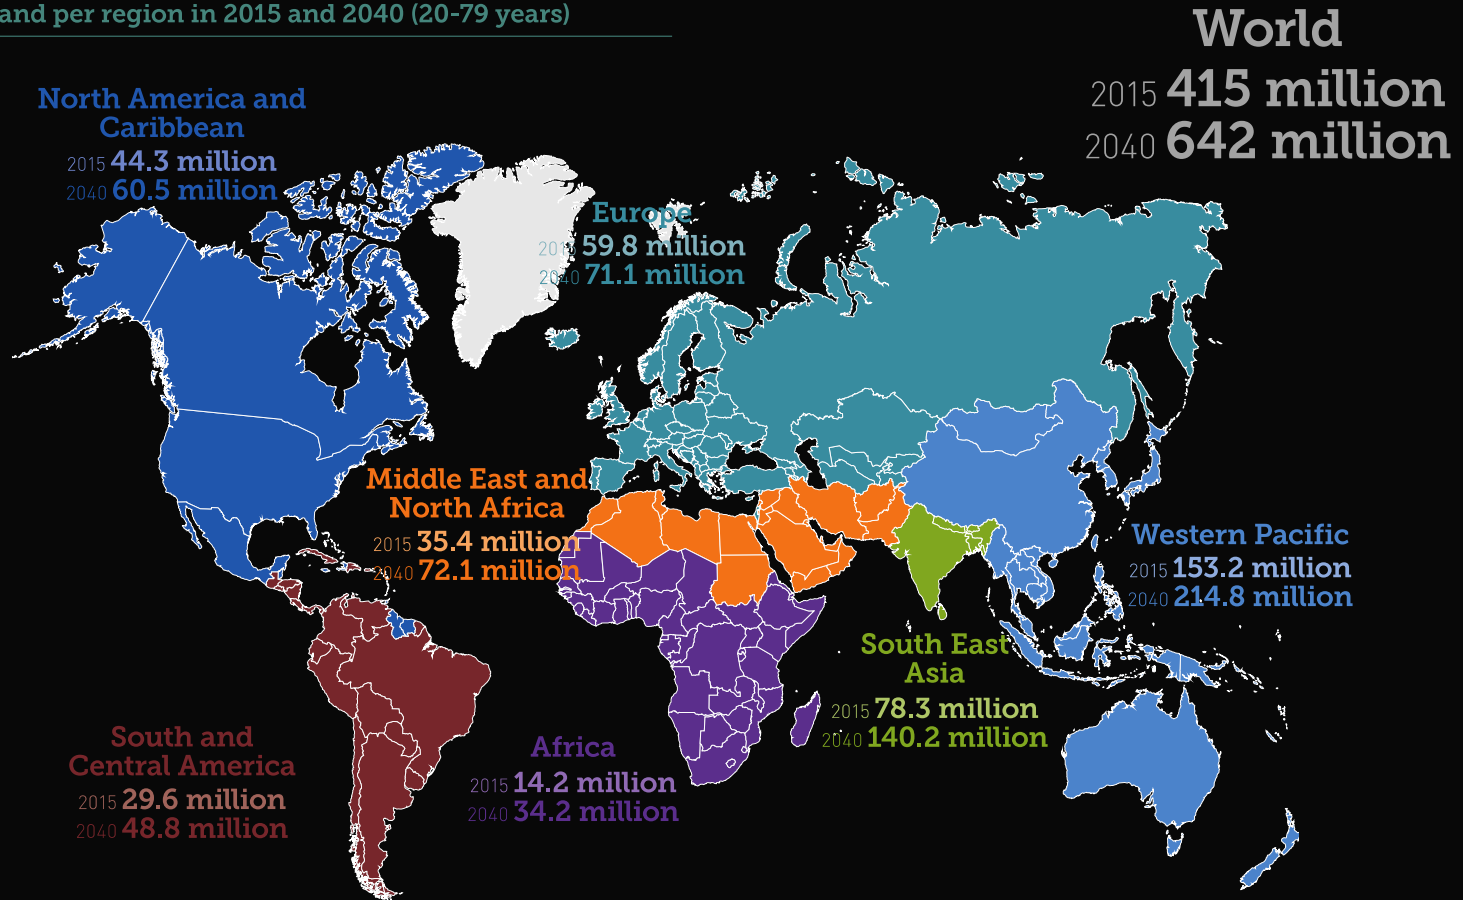 and per region in 2015 and 2040 (20-79 years)
World
2015 415 million
2040 642 million
North America and
Caribbean
2015 44.3 million
2040 60.5 million
Europe
2015 59.8 million
2040 71.1 million
Middle East and
North Africa
2015 35.4 million
2040 72.1 million
Western Pacific
2015 153.2 million
2040 214.8 million
South East
Asia
2015 78.3 million
2040 140.2 million
South and
Central America
2015 29.6 million
2040 48.8 million
Africa
2015 14.2 million
2040 34.2 million